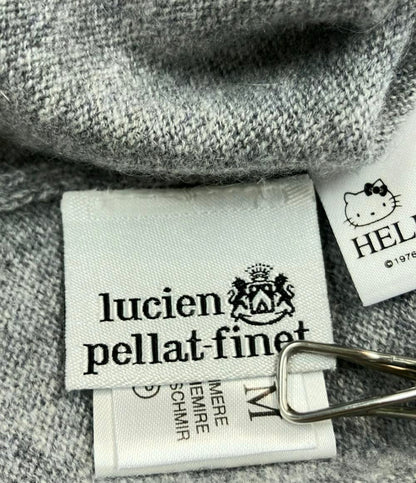 lucien
pellat-finet
HEL
©1976
M
MERE
EMIRE
SCHMIR